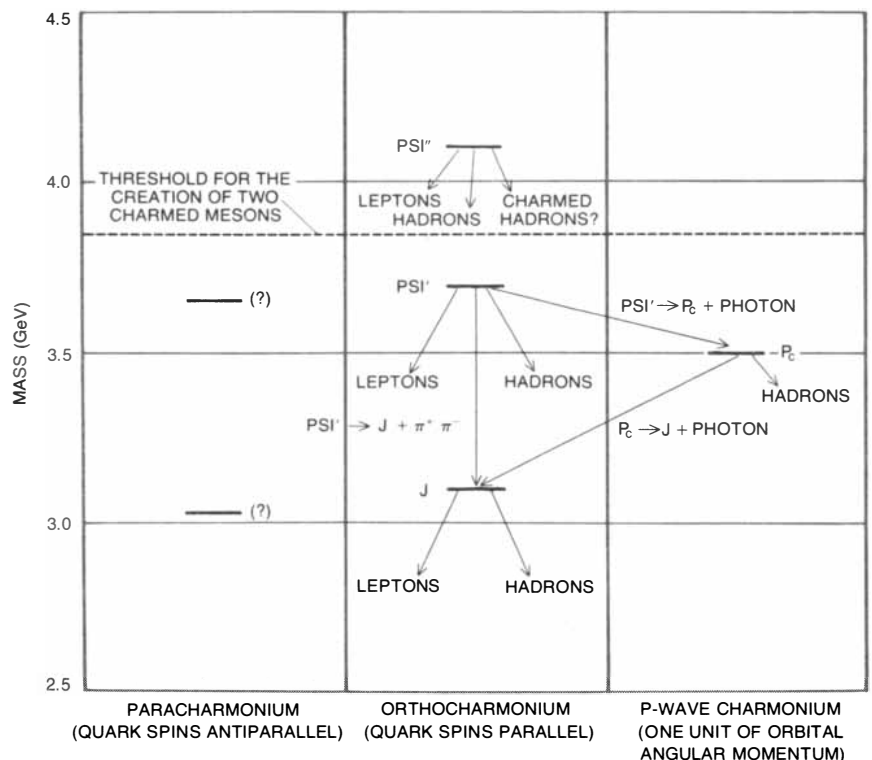 4.5
PSI″
THRESHOLD FOR THE
CREATION OF TWO
CHARMED MESONS
4.0
LEPTONS
HADRONS
CHARMED
HADRONS?
(?)
PSI′
PSI′→Pc + PHOTON
MASS (GeV)
3.5
Pc
LEPTONS
HADRONS
HADRONS
PSI′ → J + π⁺ π⁻
Pc→J + PHOTON
J
3.0
(?)
LEPTONS
HADRONS
2.5
PARACHARMONIUM
(QUARK SPINS ANTIPARALLEL)
ORTHOCHARMONIUM
(QUARK SPINS PARALLEL)
P-WAVE CHARMONIUM
(ONE UNIT OF ORBITAL
ANGULAR MOMENTUM)